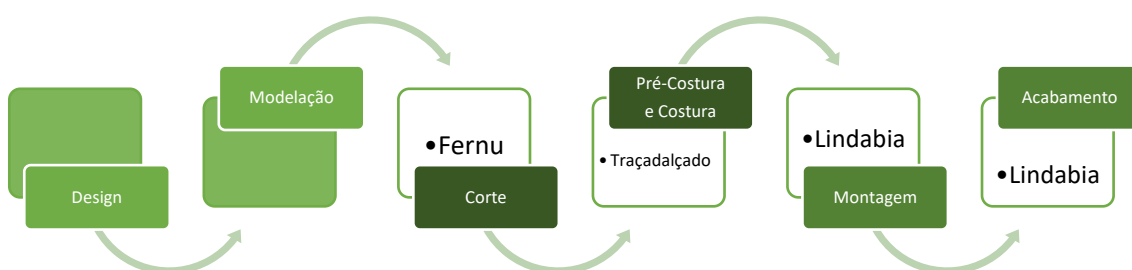 Design
Modelação
•Fernu
Corte
Pré-Costura
e Costura
•Traçadalçado
•Lindabia
Montagem
Acabamento
•Lindabia